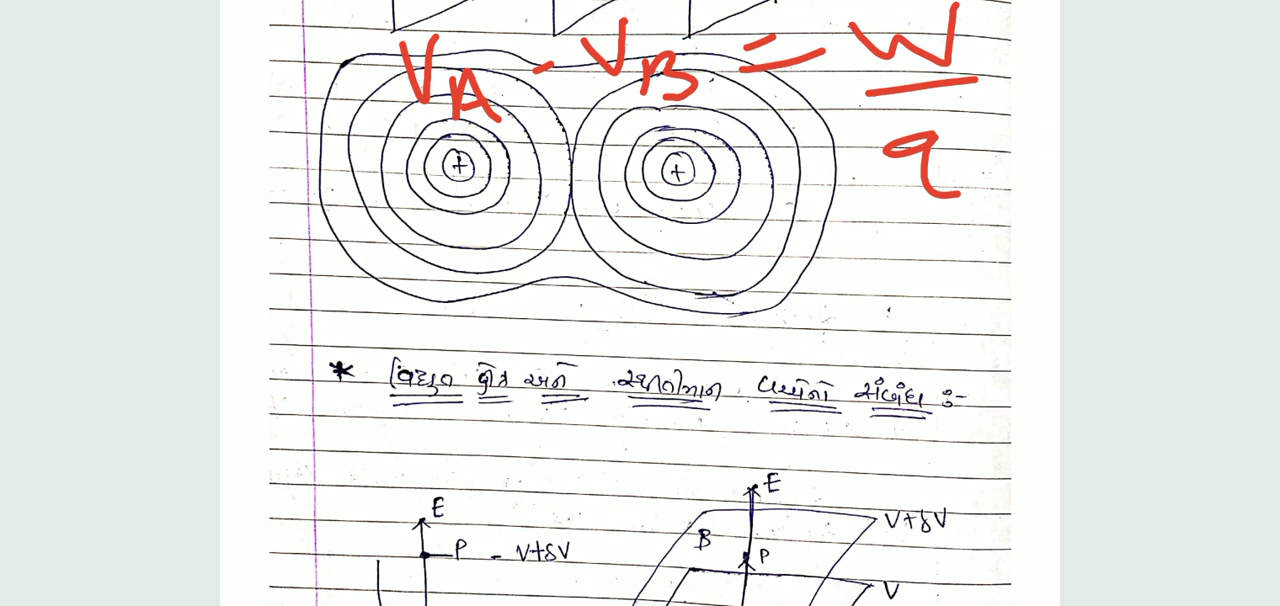 VA - VB = W/q
+ +
* વિદ્યુત ક્ષેત્ર અને સ્થિતીમાન વચ્ચેનો સંબંધ :-
E
E
V+δV
B
P - V+δV
P
V